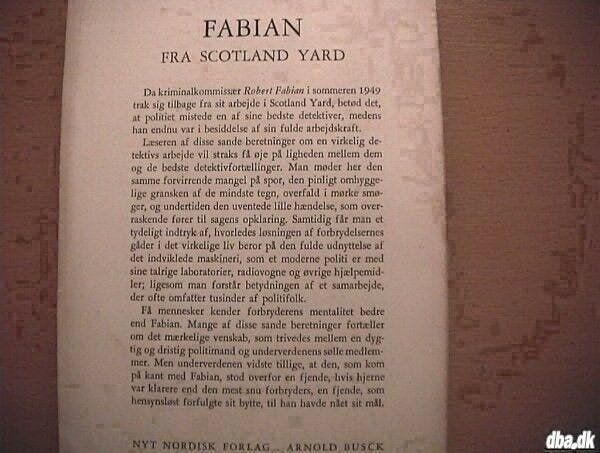 FABIAN
FRA SCOTLAND YARD
Da kriminalkommissær Robert Fabian i sommeren 1949
trak sig tilbage fra sit arbejde i Scotland Yard, betød det,
at politiet mistede en af sine bedste detektiver, medens
han endnu var i besiddelse af sin fulde arbejdskraft.
Læseren af disse sande beretninger om en virkelig de-
tektivs arbejde vil straks få øje på ligheden mellem dem
og de bedste detektivfortællinger. Man møder her den
samme forvirrende mangel på spor, den pinligt omhygge-
lige gransken af de mindste tegn, overfald i mørke smø-
ger, og undertiden den uventede lille hændelse, som over-
raskende fører til sagens opklaring. Samtidig får man et
tydeligt indtryk af, hvorledes løsningen af forbrydelsernes
gåder i det virkelige liv beror på den fulde udnyttelse af
det indviklede maskineri, som et moderne politi er med
sine talrige laboratorier, radiovogne og øvrige hjælpemid-
ler; ligesom man forstår betydningen af et samarbejde,
der ofte omfatter tusinder af politifolk.
Få mennesker kender forbryderens mentalitet bedre
end Fabian. Mange af disse sande beretninger fortæller
om det mærkelige venskab, som trivedes mellem en dyg-
tig og dristig politimand og underverdenens sølle medlem-
mer. Men underverdenen vidste tillige, at den, som kom
på kant med Fabian, stod overfor en fjende, hvis hjerne
var klarere end den mest snu forbryders, en fjende, som
hensynsløst forfulgte sit bytte, til han havde nået sit mål.
NYT NORDISK FORLAG .. ARNOLD BUSCK
dba.dk